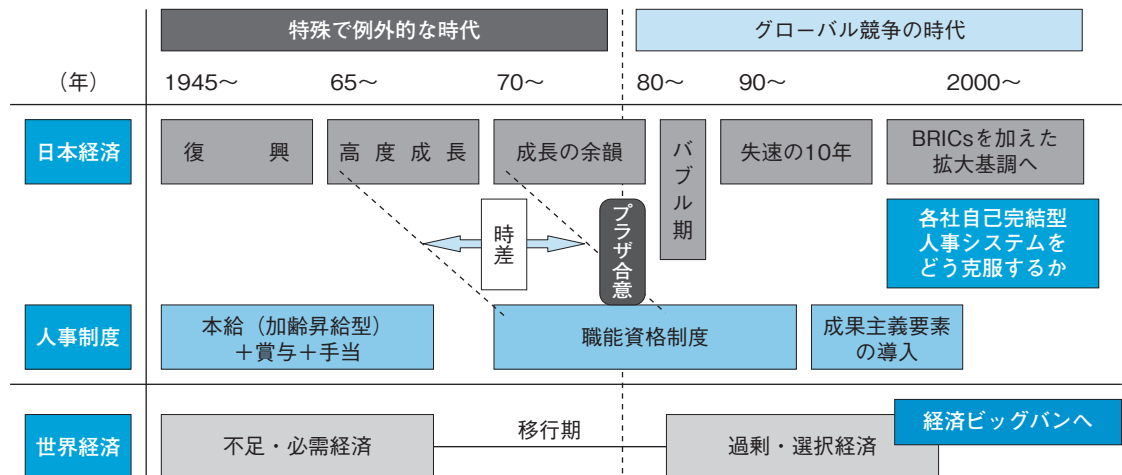 特殊で例外的な時代
グローバル競争の時代
（年）
1945〜
65〜
70〜
80〜
90〜
2000〜
日本経済
復興
高度成長
成長の余韻
バブル期
失速の10年
BRICsを加えた
拡大基調へ
時差
プラザ合意
各社自己完結型
人事システムを
どう克服するか
人事制度
本給（加齢昇給型）
＋賞与＋手当
職能資格制度
成果主義要素
の導入
世界経済
不足・必需経済
移行期
過剰・選択経済
経済ビッグバンへ